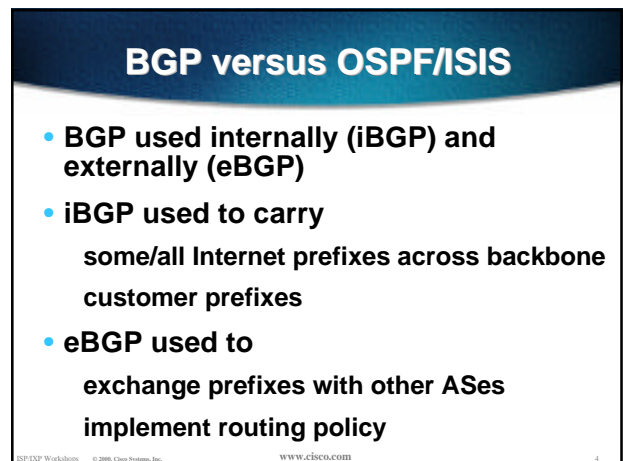 BGP versus OSPF/ISIS
• BGP used internally (iBGP) and
externally (eBGP)
• iBGP used to carry
some/all Internet prefixes across backbone
customer prefixes
• eBGP used to
exchange prefixes with other ASes
implement routing policy
ISP/IXP Workshops © 2000, Cisco Systems, Inc. www.cisco.com 4